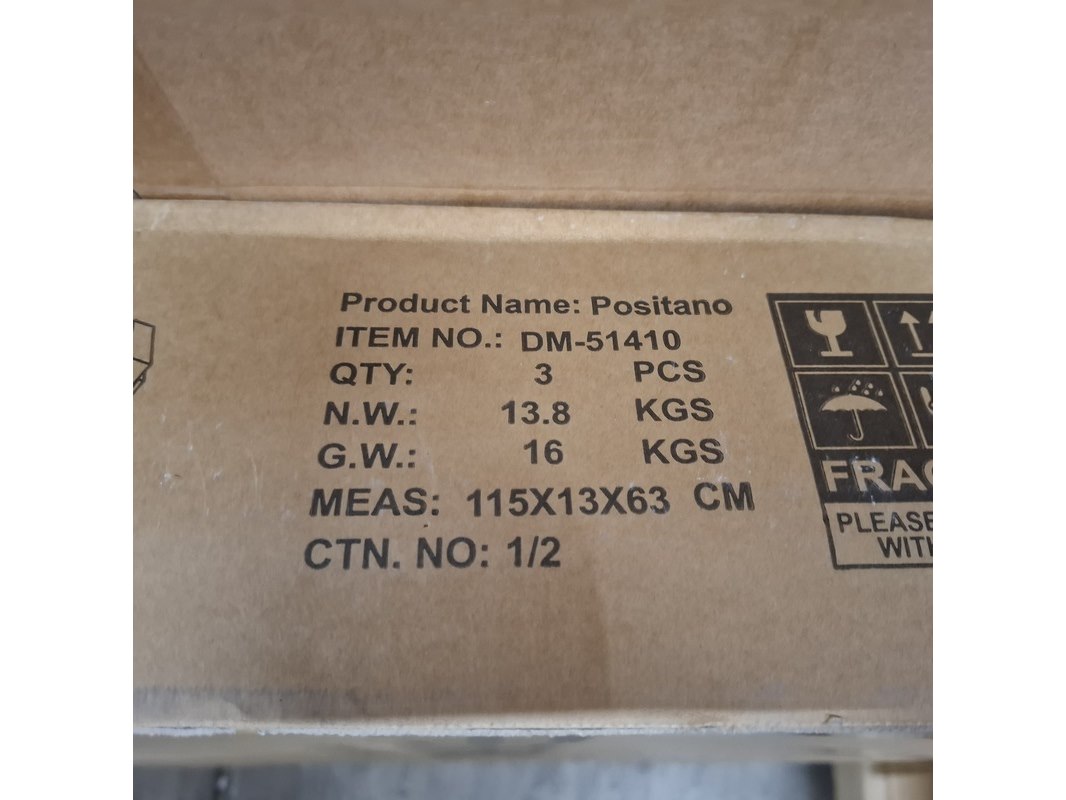 Product Name: Positano
ITEM NO.: DM-51410
QTY: 3 PCS
N.W.: 13.8 KGS
G.W.: 16 KGS
MEAS: 115X13X63 CM
CTN. NO: 1/2
FRAG
PLEASE
WITH